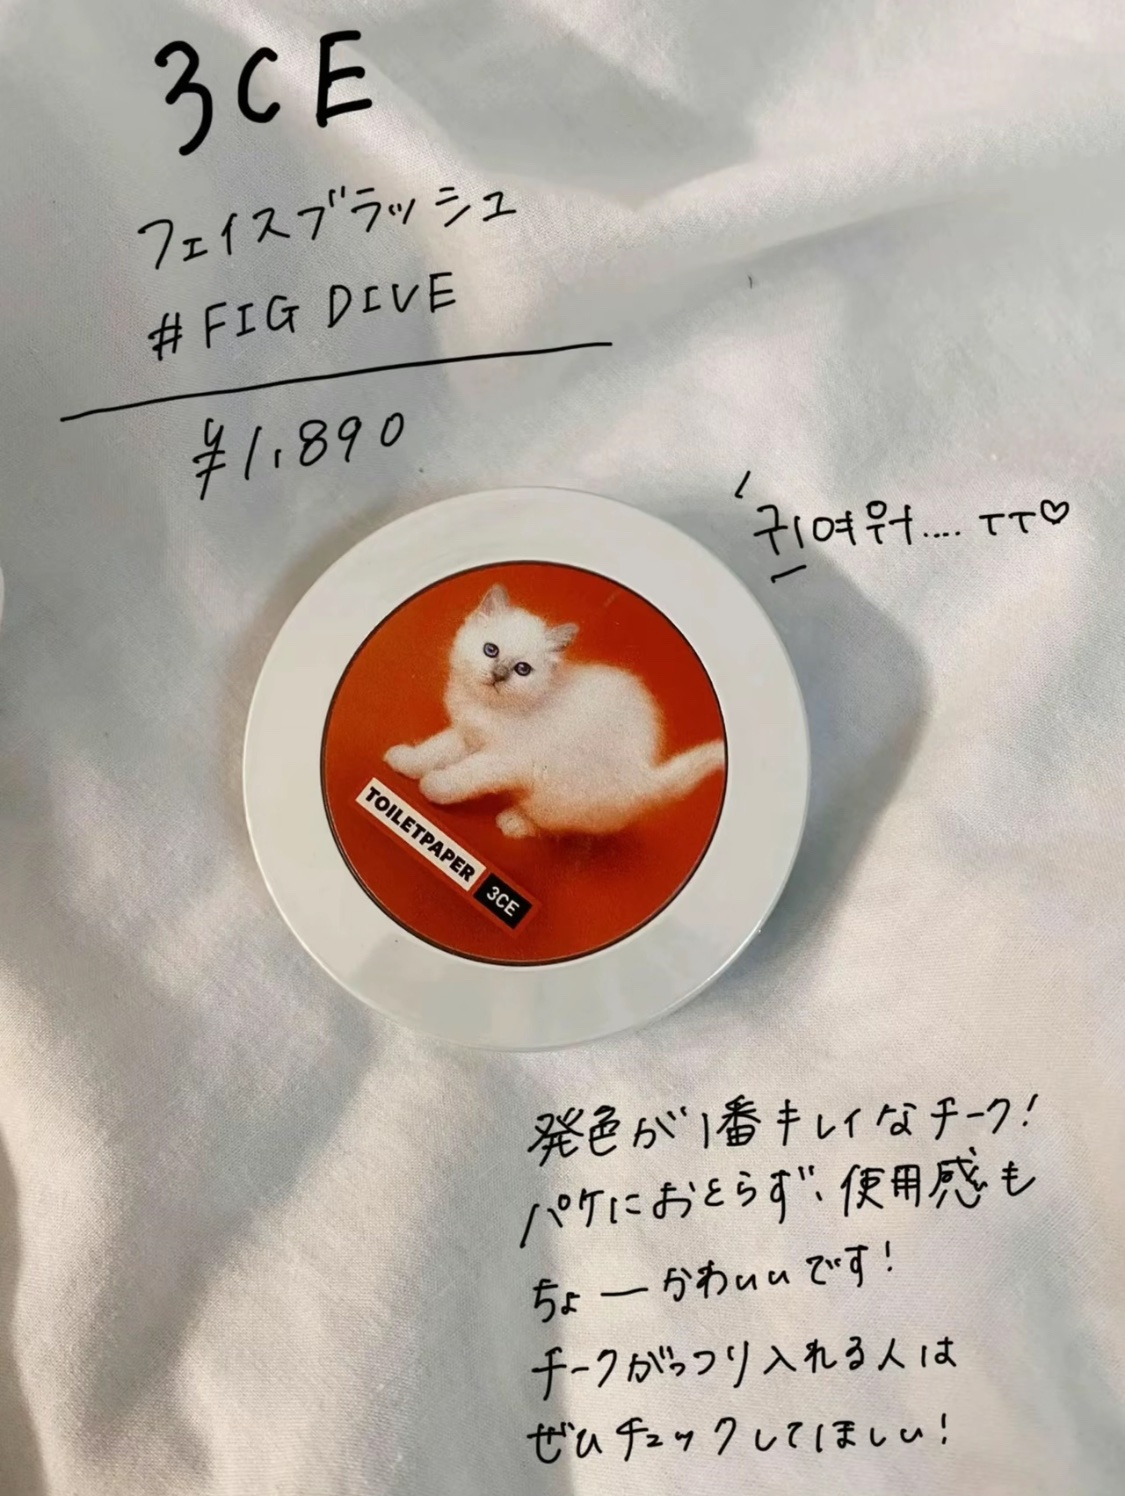 3CE
フェイスブラッシュ
#FIG DIVE
¥1,890
귀여워.... ㅜㅜ♡
TOILETPAPER 3CE
発色が1番キレイなチーク!
パケにおとらず、使用感も
ちょーかわいいです!
チークがっつり入れる人は
ぜひチェックしてほしい!